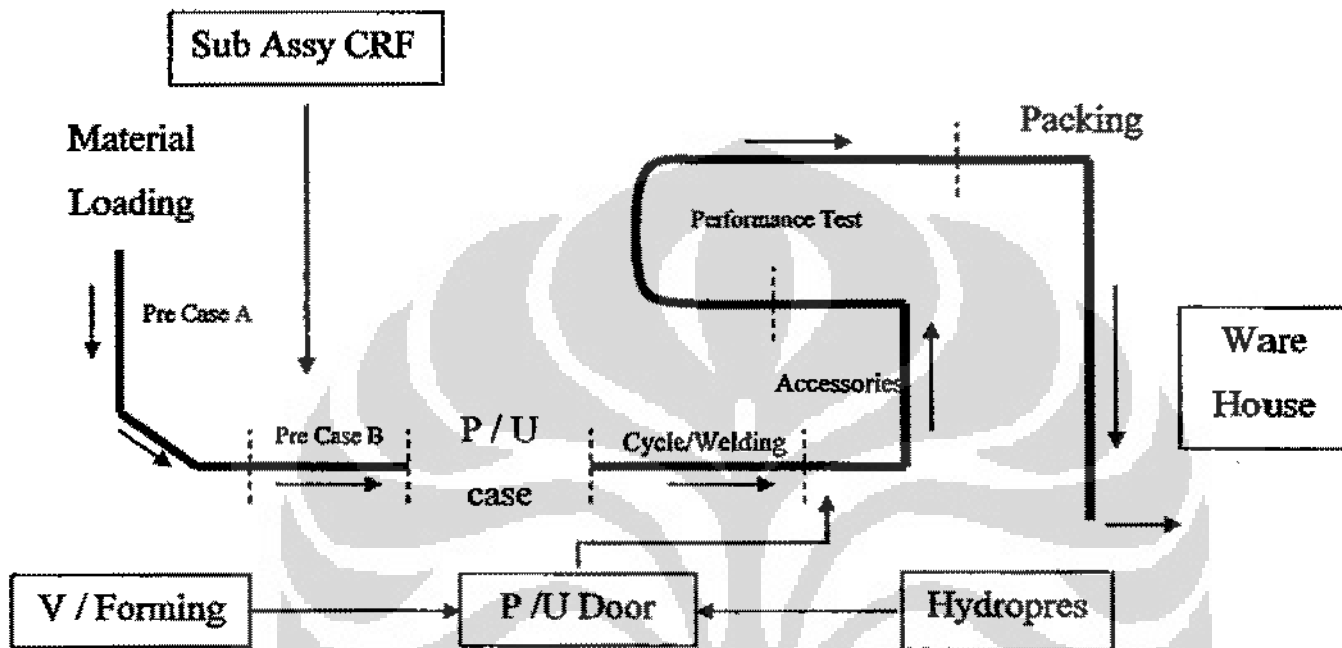 Sub Assy CRF
Material
Loading
Packing
Performance Test
Pre Case A
Ware
House
Accessories
Pre Case B
P / U
case
Cycle/Welding
V / Forming
P /U Door
Hydropres